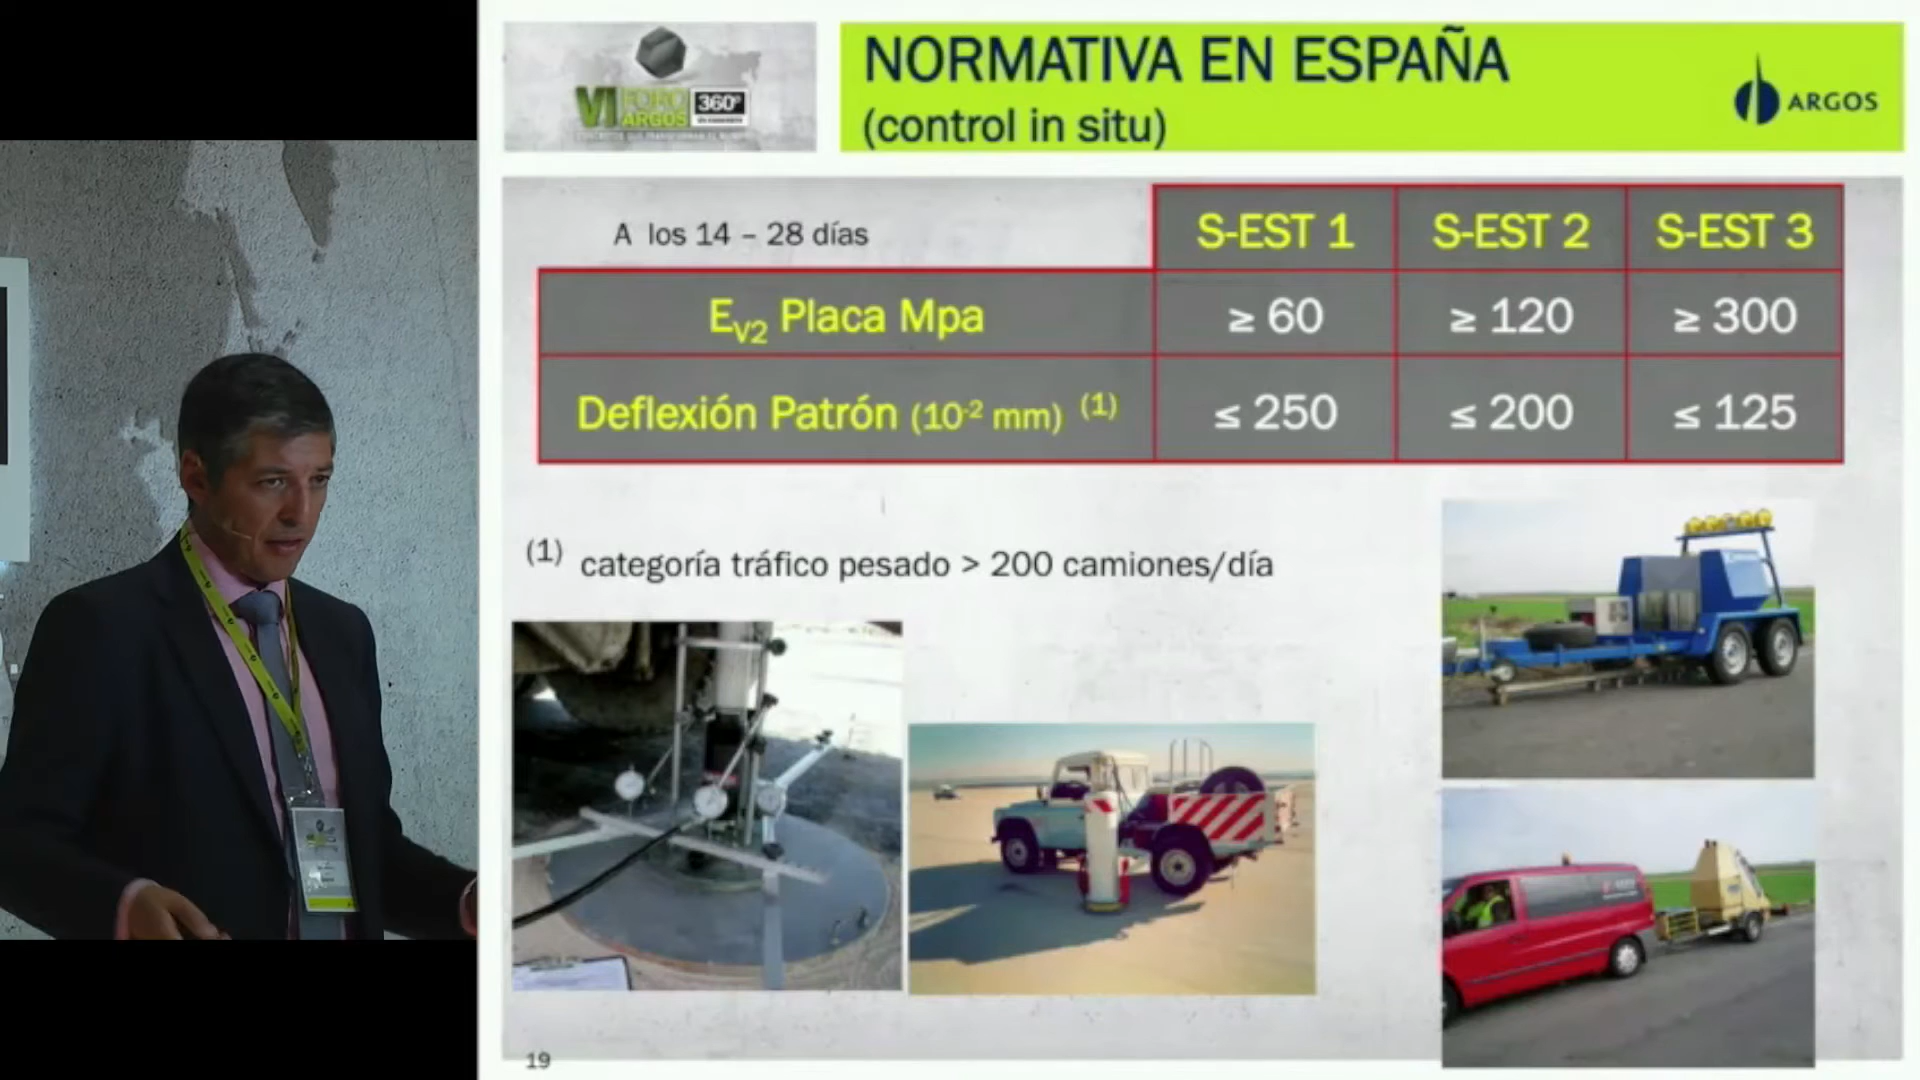 VI FORO
ARGOS
360º
NORMATIVA EN ESPAÑA
(control in situ)
ARGOS
A los 14 – 28 días
S-EST 1
S-EST 2
S-EST 3
EV2 Placa Mpa
≥ 60
≥ 120
≥ 300
Deflexión Patrón (10-2 mm) (1)
≤ 250
≤ 200
≤ 125
(1) categoría tráfico pesado > 200 camiones/día
19